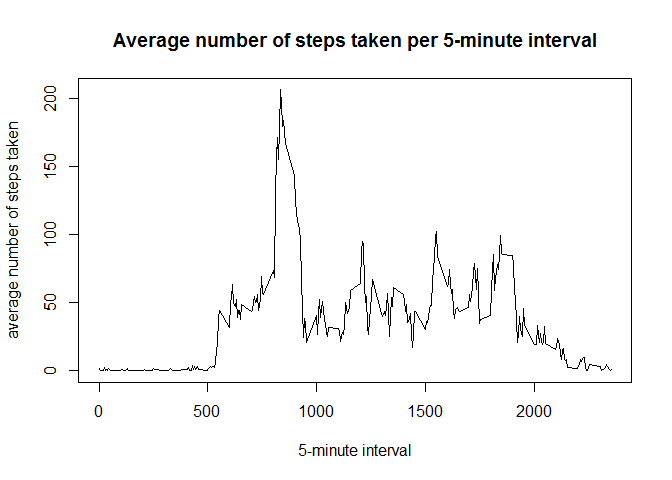 Average number of steps taken per 5-minute interval
average number of steps taken
200
150
100
50
0
0 500 1000 1500 2000
5-minute interval